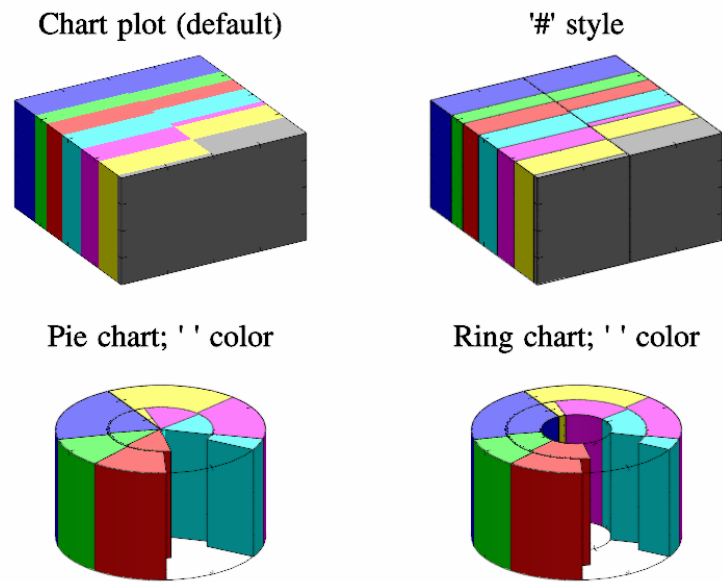 Chart plot (default)
'#' style
Pie chart; ' ' color
Ring chart; ' ' color